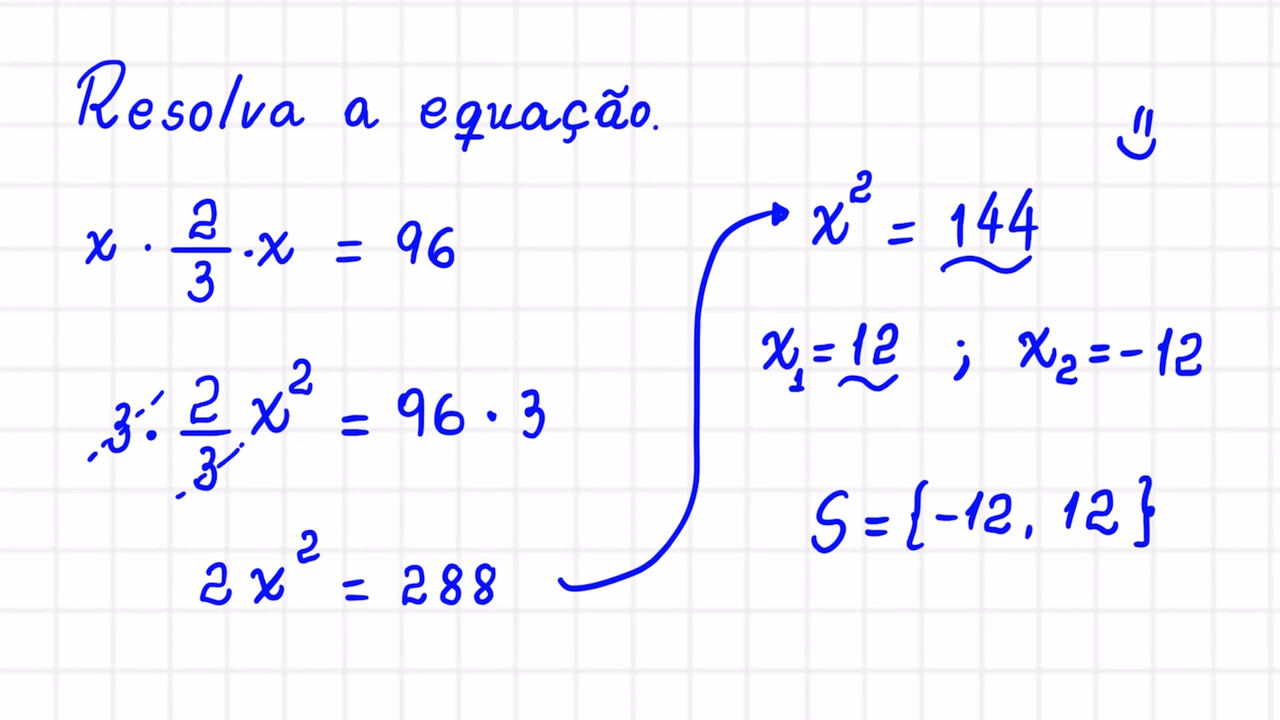 Resolva a equação.
x · 2/3 · x = 96
3 · 2/3 x² = 96 · 3
2x² = 288
x² = 144
x₁ = 12 ; x₂ = -12
S = {-12, 12}